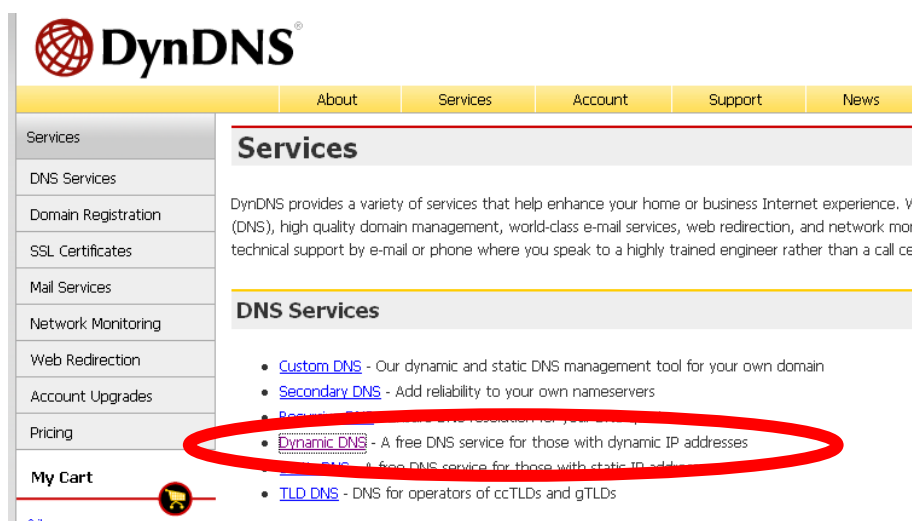 DynDNS®
About Services Account Support News
Services
DNS Services
Domain Registration
SSL Certificates
Mail Services
Network Monitoring
Web Redirection
Account Upgrades
Pricing
My Cart
Services
DynDNS provides a variety of services that help enhance your home or business Internet experience.
(DNS), high quality domain management, world-class e-mail services, web redirection, and network
technical support by e-mail or phone where you speak to a highly trained engineer rather than a call
DNS Services
Custom DNS - Our dynamic and static DNS management tool for your own domain
Secondary DNS - Add reliability to your own nameservers
DNS resolution for your
Dynamic DNS - A free DNS service for those with dynamic IP addresses
DNS - A free DNS service for those with static IP
TLD DNS - DNS for operators of ccTLDs and gTLDs